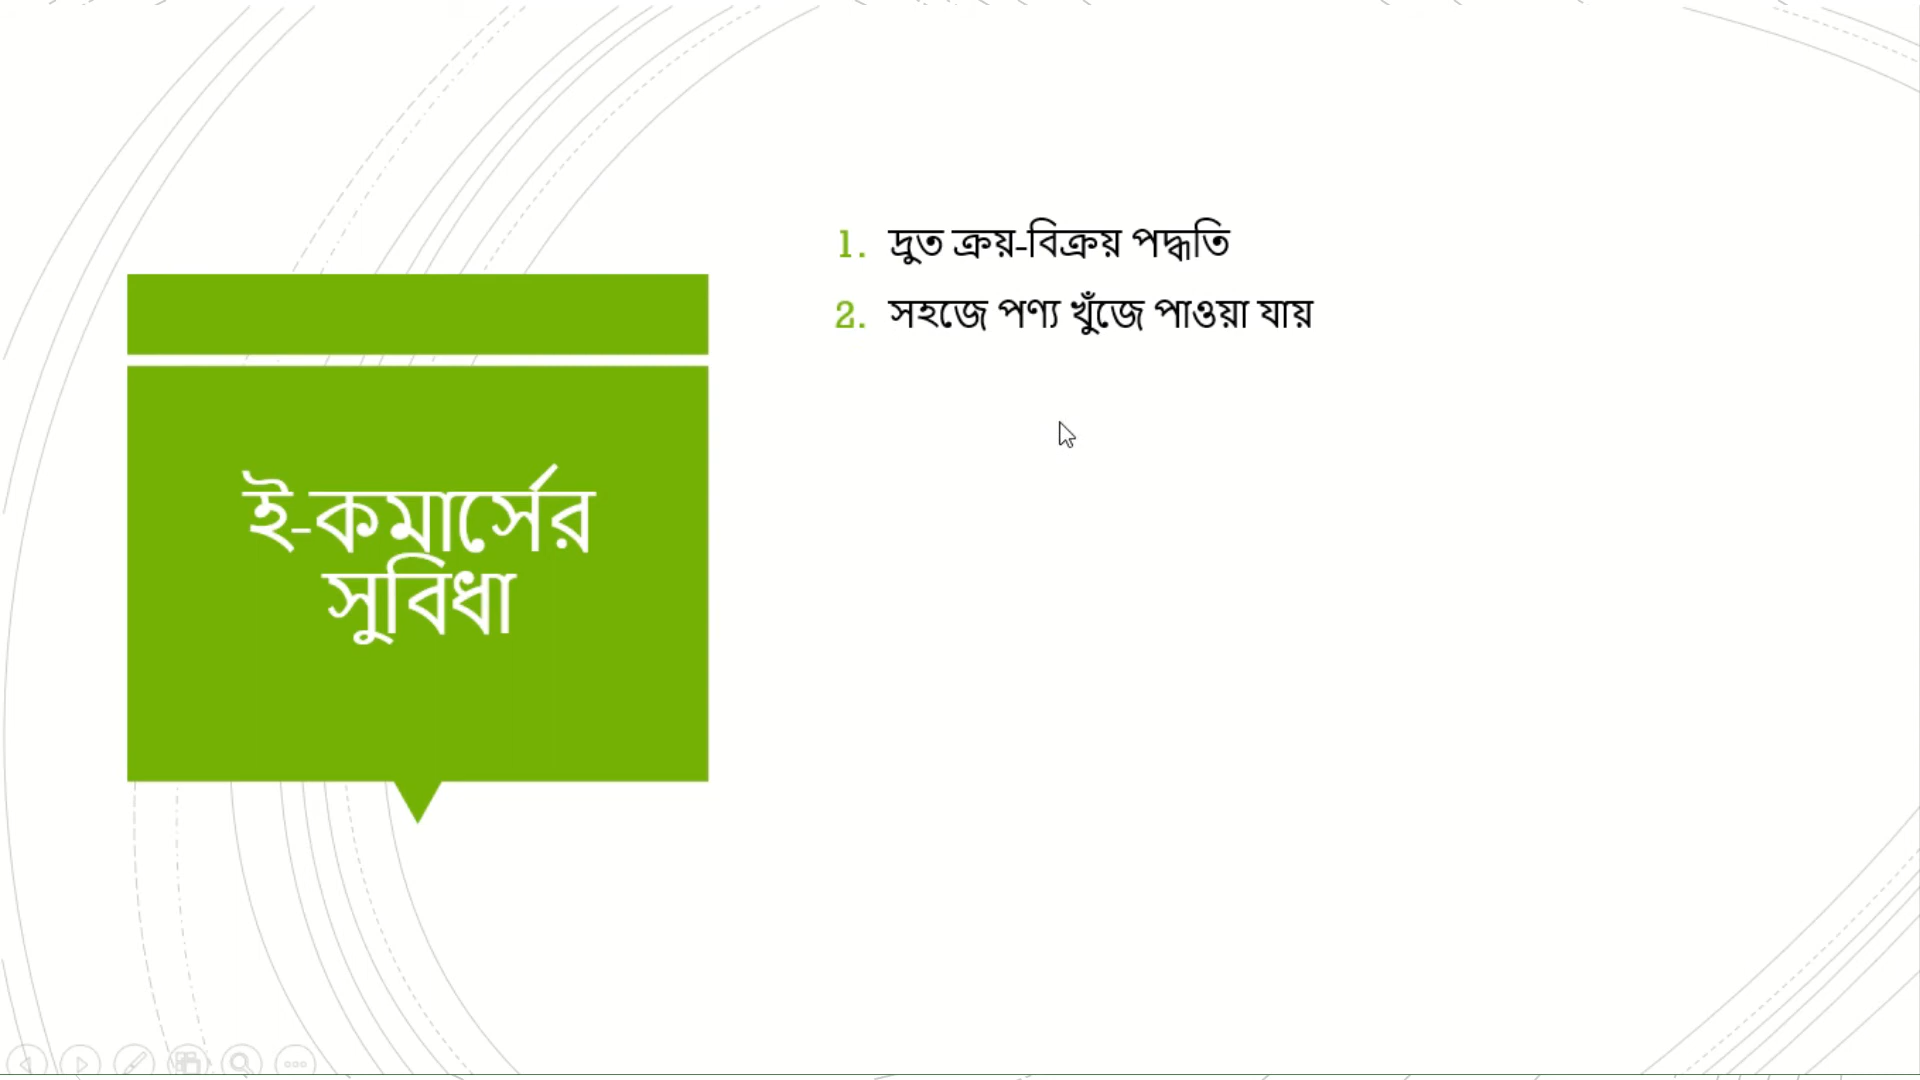 ই-কমার্সের
সুবিধা
1. দ্রুত ক্রয়-বিক্রয় পদ্ধতি
2. সহজে পণ্য খুঁজে পাওয়া যায়